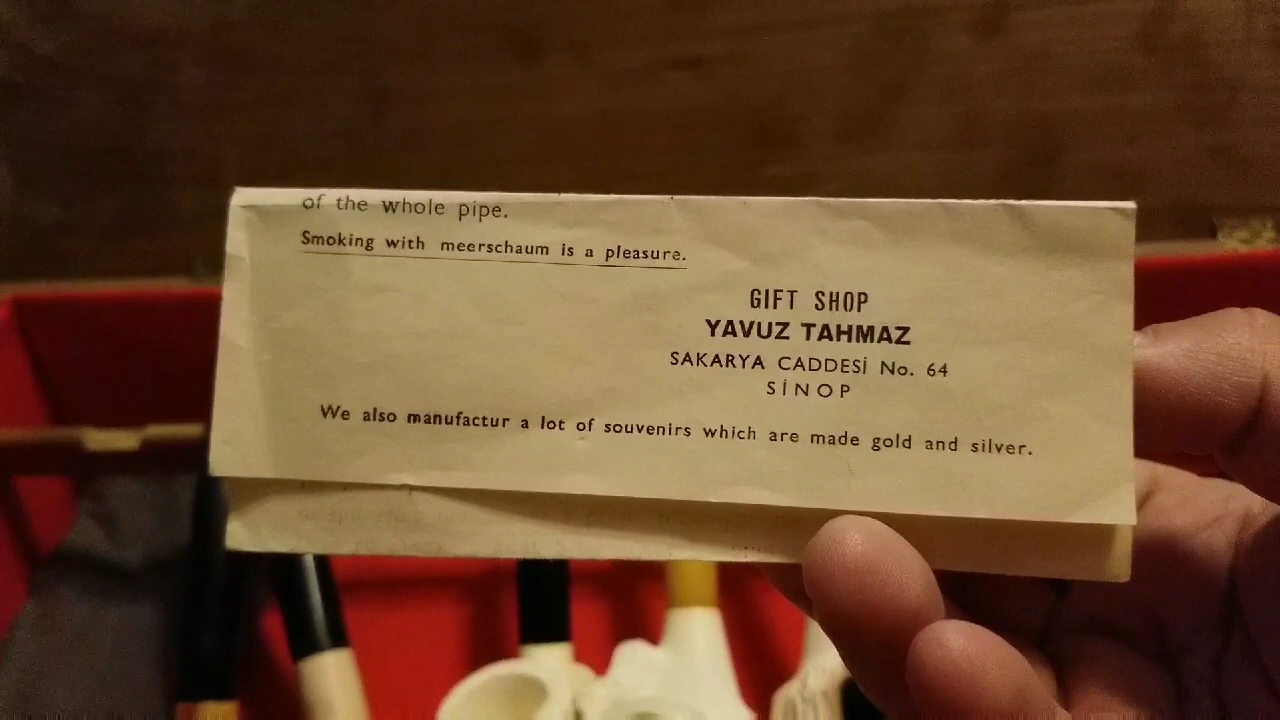 of the whole pipe.
Smoking with meerschaum is a pleasure.
GIFT SHOP
YAVUZ TAHMAZ
SAKARYA CADDESİ No. 64
SİNOP
We also manufactur a lot of souvenirs which are made gold and silver.